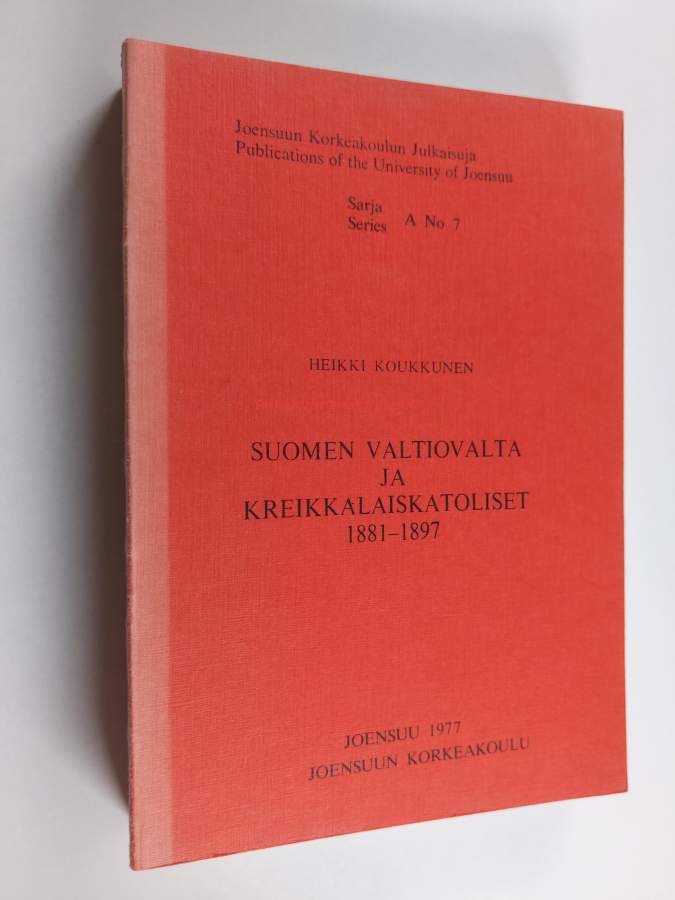 Joensuun Korkeakoulun Julkaisuja
Publications of the University of Joensuu
Sarja
Series A No 7
HEIKKI KOUKKUNEN
SUOMEN VALTIOVALTA
JA
KREIKKALAISKATOLISET
1881–1897
JOENSUU 1977
JOENSUUN KORKEAKOULU